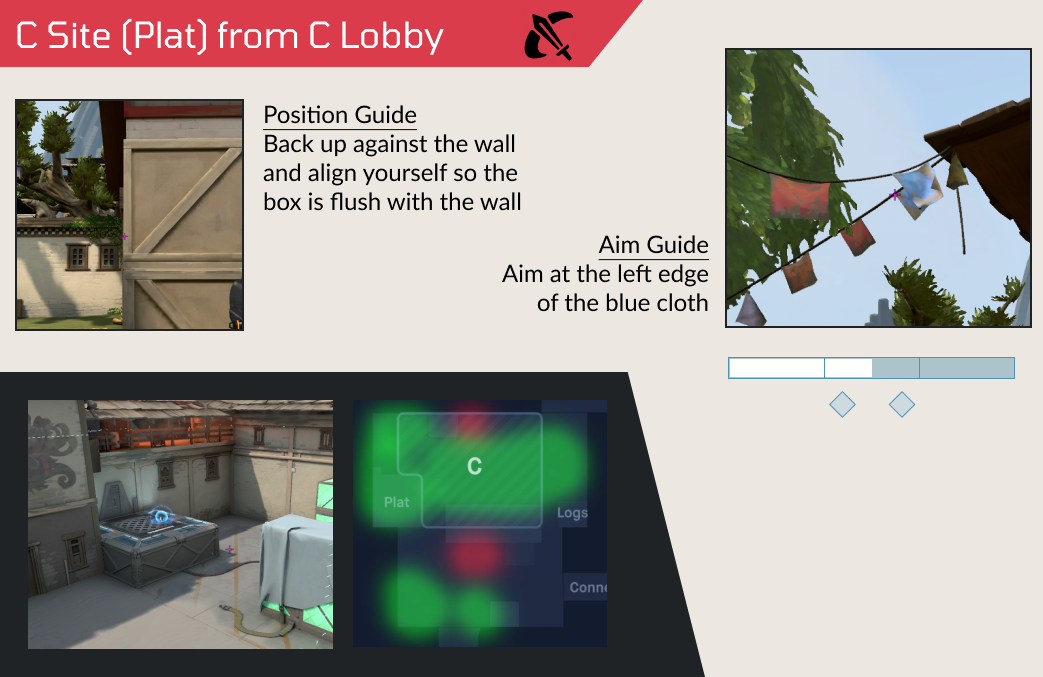 C Site (Plat) from C Lobby
Position Guide
Back up against the wall
and align yourself so the
box is flush with the wall
Aim Guide
Aim at the left edge
of the blue cloth
C
Plat
Logs
Conne